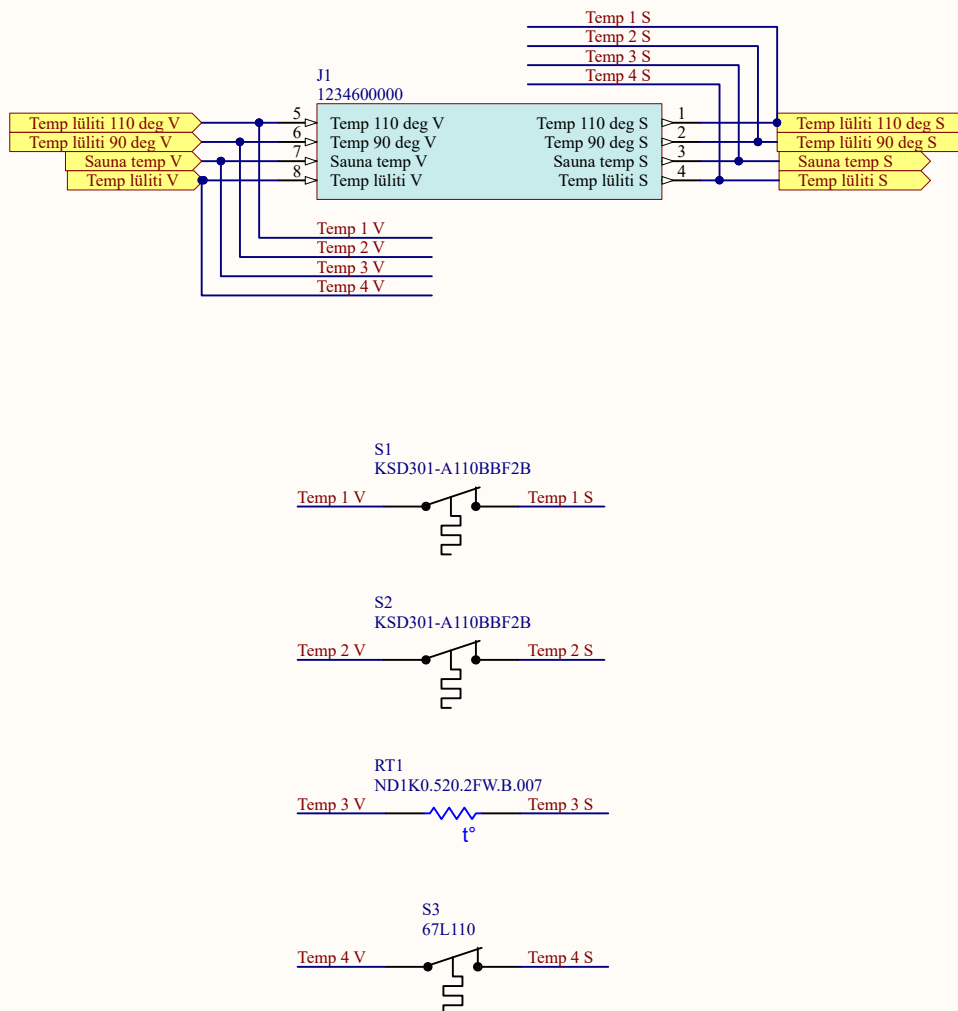 Temp 1 S
Temp 2 S
Temp 3 S
Temp 4 S
J1
1234600000
Temp lüliti 110 deg V 5 Temp 110 deg V Temp 110 deg S 1 Temp lüliti 110 deg S
Temp lüliti 90 deg V 6 Temp 90 deg V Temp 90 deg S 2 Temp lüliti 90 deg S
Sauna temp V 7 Sauna temp V Sauna temp S 3 Sauna temp S
Temp lüliti V 8 Temp lüliti V Temp lüliti S 4 Temp lüliti S
Temp 1 V
Temp 2 V
Temp 3 V
Temp 4 V
S1
KSD301-A110BBF2B
Temp 1 V Temp 1 S
S2
KSD301-A110BBF2B
Temp 2 V Temp 2 S
RT1
ND1K0.520.2FW.B.007
Temp 3 V Temp 3 S
t°
S3
67L110
Temp 4 V Temp 4 S